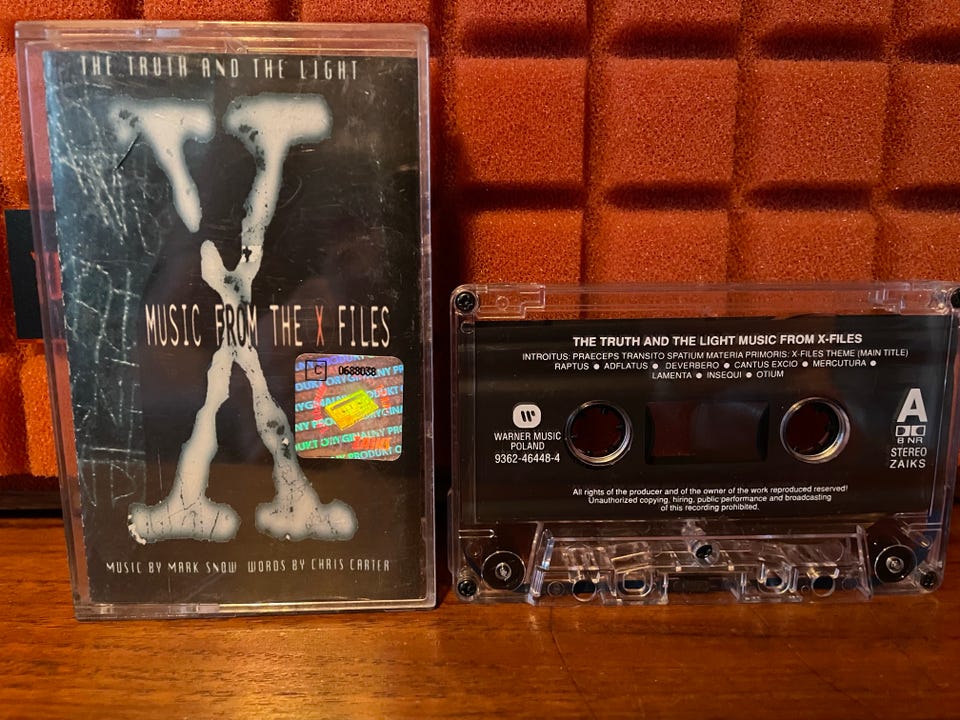 THE TRUTH AND THE LIGHT
MUSIC FROM THE X FILES
C 0688038
ORYGINALNY PRODUKT
MUSIC BY MARK SNOW WORDS BY CHRIS CARTER
THE TRUTH AND THE LIGHT MUSIC FROM X-FILES
INTROITUS: PRAECEPS TRANSITO SPATIUM MATERIA PRIMORIS: X-FILES THEME (MAIN TITLE)
RAPTUS ● ADFLATUS ● DEVERBERO ● CANTUS EXCIO ● MERCUTURA ●
LAMENTA ● INSEQUI ● OTIUM
WARNER MUSIC
POLAND
9362-46448-4
A
B NR
STEREO
ZAIKS
All rights of the producer and of the owner of the work reproduced reserved!
Unauthorized copying, hiring, public performance and broadcasting
of this recording prohibited.